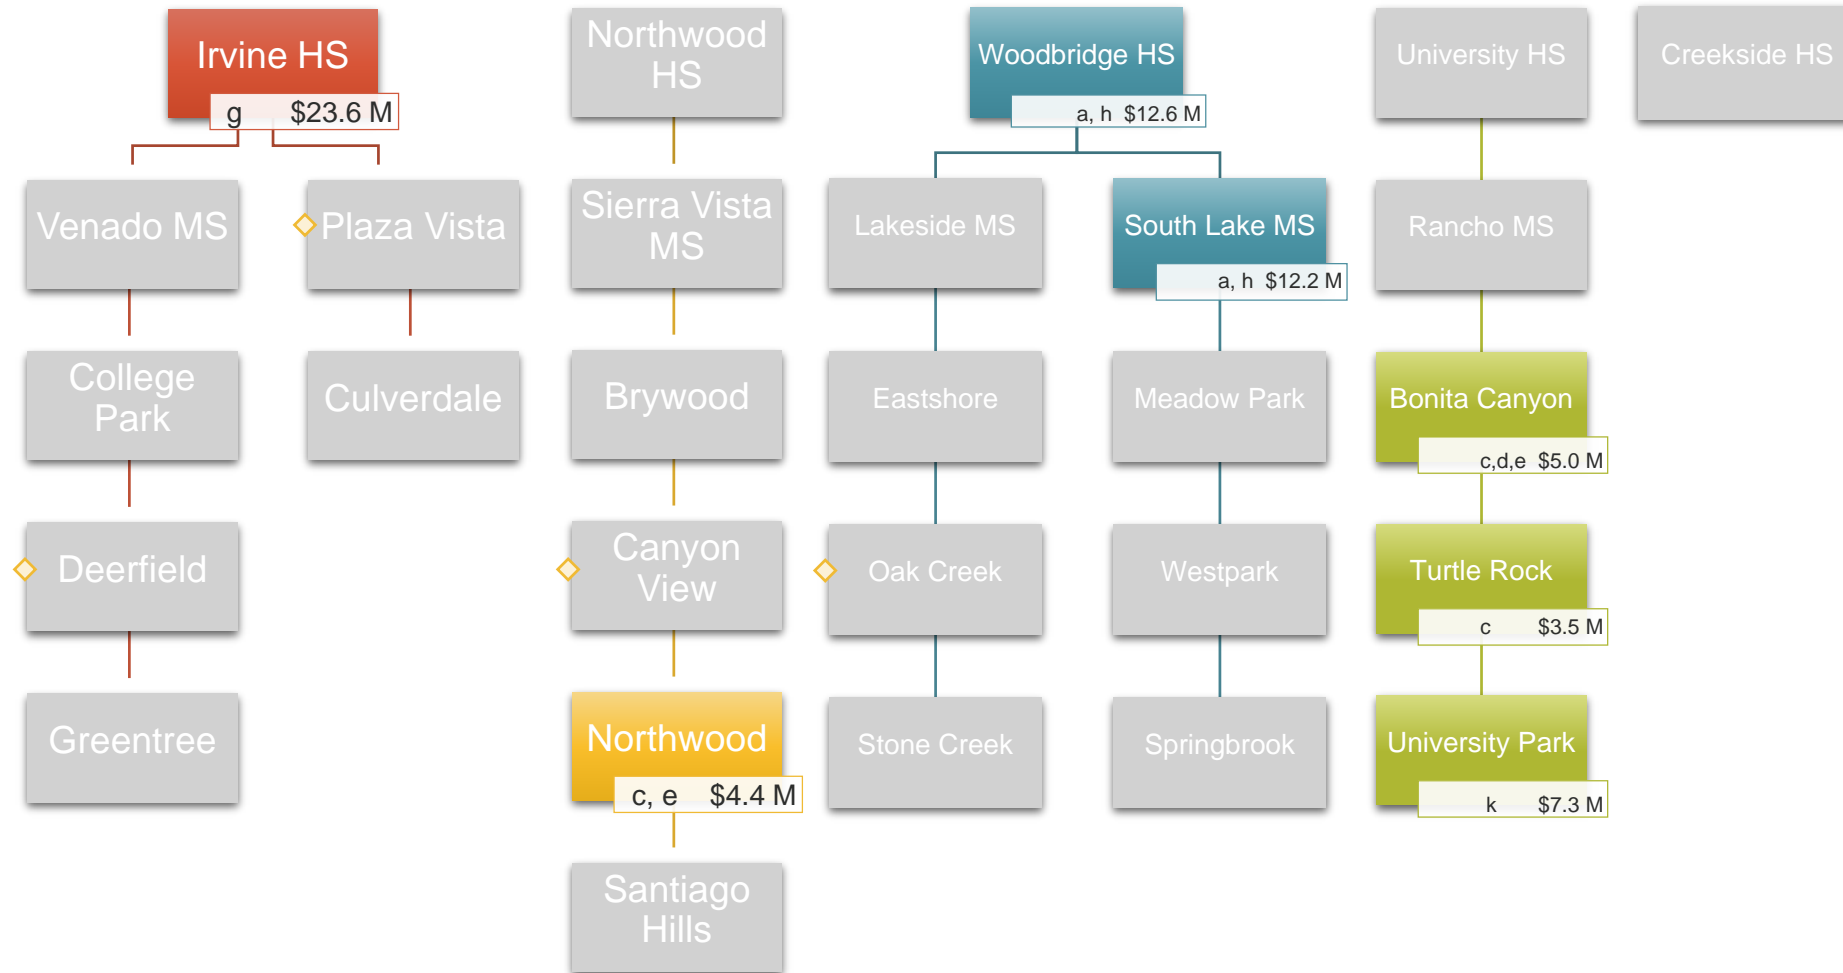 Irvine HS
g $23.6 M
Venado MS
Plaza Vista
College
Park
Culverdale
Deerfield
Greentree
Northwood
HS
Sierra Vista
MS
Brywood
Canyon
View
Northwood
c, e $4.4 M
Santiago
Hills
Woodbridge HS
a, h $12.6 M
Lakeside MS
South Lake MS
a, h $12.2 M
Eastshore
Meadow Park
Oak Creek
Westpark
Stone Creek
Springbrook
University HS
Rancho MS
Bonita Canyon
c,d,e $5.0 M
Turtle Rock
c $3.5 M
University Park
k $7.3 M
Creekside HS